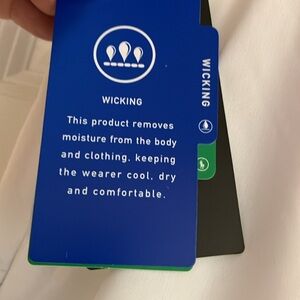 WICKING
This product removes
moisture from the body
and clothing, keeping
the wearer cool, dry
and comfortable.
WICKING